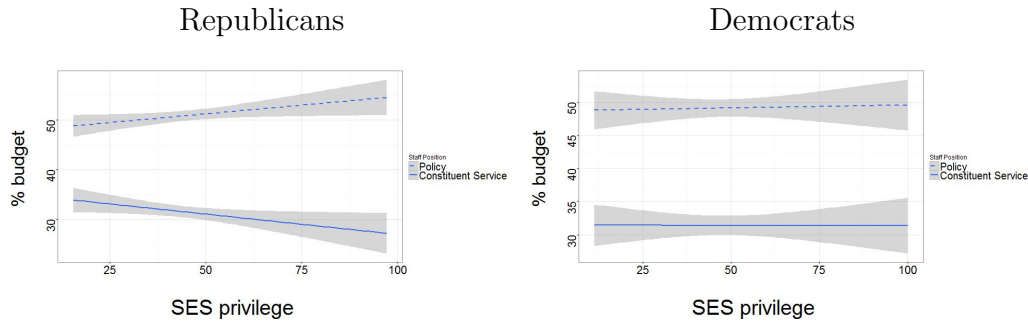 Republicans
% budget
50
40
30
25 50 75 100
SES privilege
Staff Position
Policy
Constituent Service
Democrats
% budget
50
45
35
30
25 50 75 100
SES privilege
Staff Position
Policy
Constituent Service